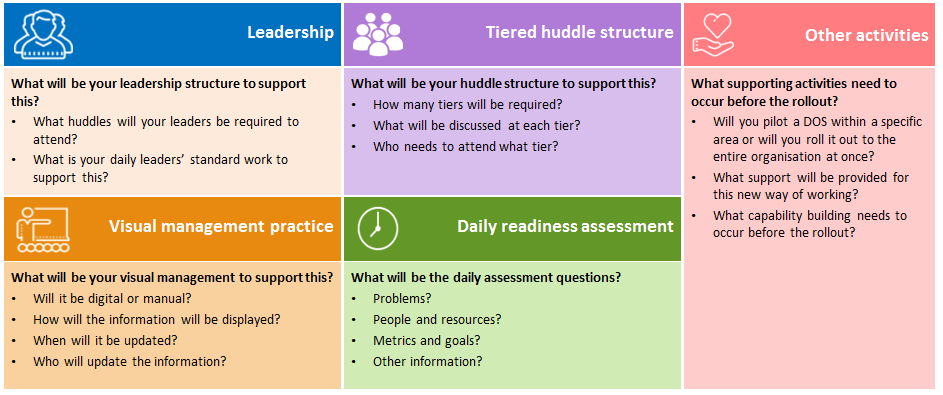 Leadership
What will be your leadership structure to support
this?
• What huddles will your leaders be required to
attend?
• What is your daily leaders' standard work to
support this?
Tiered huddle structure
What will be your huddle structure to support this?
• How many tiers will be required?
• What will be discussed at each tier?
• Who needs to attend what tier?
Other activities
What supporting activities need to
occur before the rollout?
• Will you pilot a DOS within a specific
area or will you roll it out to the
entire organisation at once?
• What support will be provided for
this new way of working?
• What capability building needs to
occur before the rollout?
Visual management practice
What will be your visual management to support this?
• Will it be digital or manual?
• How will the information will be displayed?
• When will it be updated?
• Who will update the information?
Daily readiness assessment
What will be the daily assessment questions?
• Problems?
• People and resources?
• Metrics and goals?
• Other information?